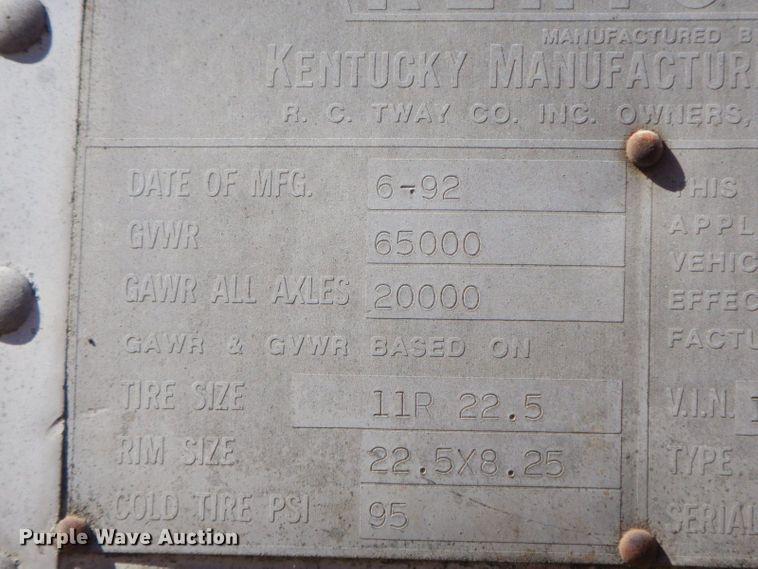 MANUFACTURED B
KENTUCKY MANUFACTUR
R. C. TWAY CO. INC. OWNERS,
DATE OF MFG. 6-92
GVWR 65000
GAWR ALL AXLES 20000
GAWR & GVWR BASED ON
TIRE SIZE 11R 22.5
RIM SIZE 22.5X8.25
COLD TIRE PSI 95
THIS
APPL
VEHIC
EFFEC
FACTU
V.I.N. 1
TYPE
SERIAL
Purple Wave Auction